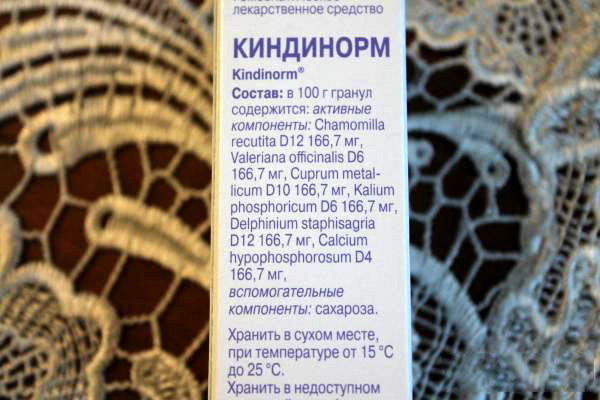 лекарственное средство
КИНДИНОРМ
Kindinorm®
Состав: в 100 г гранул
содержится: активные
компоненты: Chamomilla
recutita D12 166,7 мг,
Valeriana officinalis D6
166,7 мг, Cuprum metal-
licum D10 166,7 мг, Kalium
phosphoricum D6 166,7 мг,
Delphinium staphisagria
D12 166,7 мг, Calcium
hypophosphorosum D4
166,7 мг,
вспомогательные
компоненты: сахароза.
Хранить в сухом месте,
при температуре от 15 °C
до 25 °C.
Хранить в недоступном